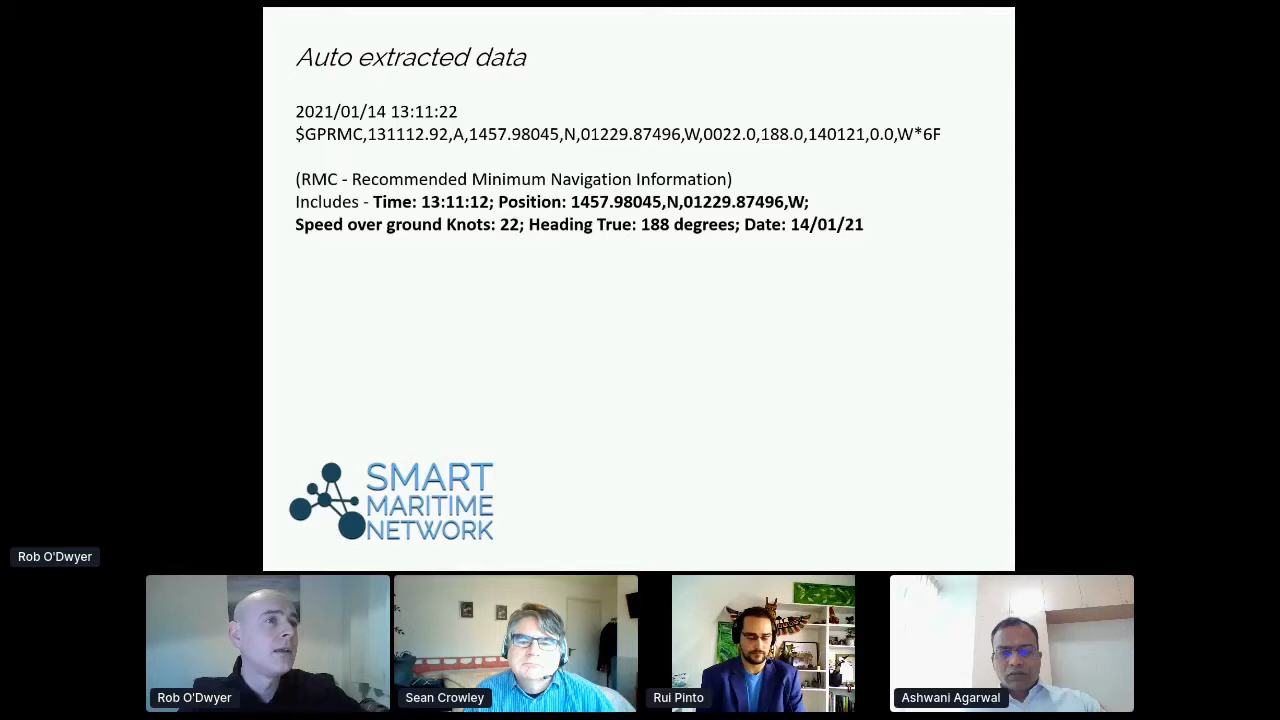 Auto extracted data
2021/01/14 13:11:22
$GPRMC,131112.92,A,1457.98045,N,01229.87496,W,0022.0,188.0,140121,0.0,W*6F
(RMC - Recommended Minimum Navigation Information)
Includes - Time: 13:11:12; Position: 1457.98045,N,01229.87496,W;
Speed over ground Knots: 22; Heading True: 188 degrees; Date: 14/01/21
SMART
MARITIME
NETWORK
Rob O'Dwyer
Rob O'Dwyer
Sean Crowley
Rui Pinto
Ashwani Agarwal